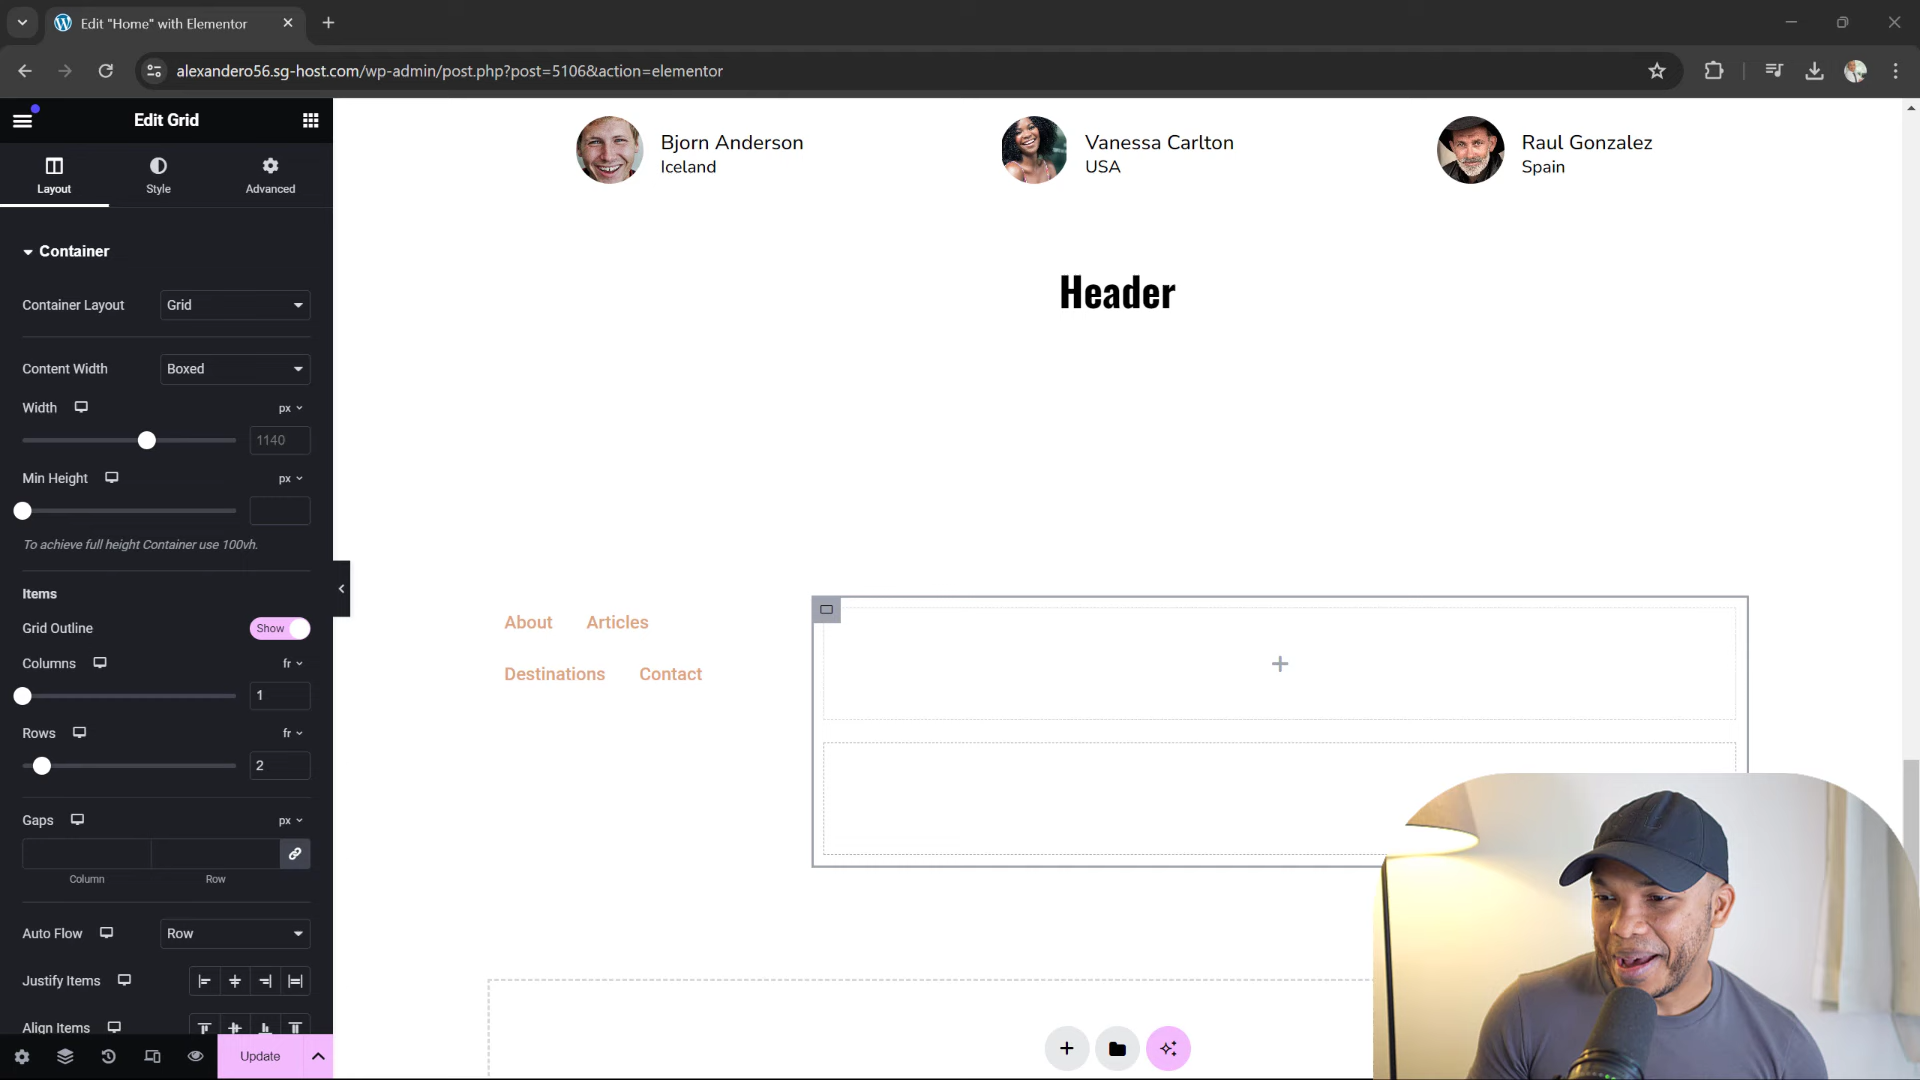 Edit "Home" with Elementor
alexandero56.sg-host.com/wp-admin/post.php?post=5106&action=elementor
Edit Grid
Layout
Style
Advanced
Container
Container Layout
Grid
Content Width
Boxed
Width
px
1140
Min Height
px
To achieve full height Container use 100vh.
Items
Grid Outline
Show
Columns
fr
1
Rows
fr
2
Gaps
px
Column
Row
Auto Flow
Row
Justify Items
Align Items
Update
Bjorn Anderson
Iceland
Vanessa Carlton
USA
Raul Gonzalez
Spain
Header
About
Articles
Destinations
Contact